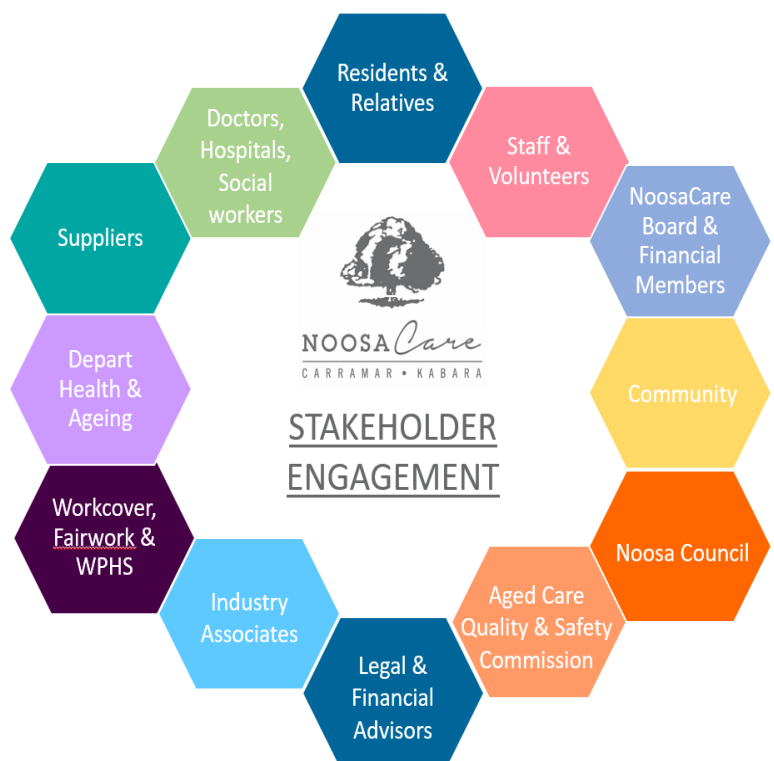 Residents &
Relatives
Staff &
Volunteers
NoosaCare
Board &
Financial
Members
Community
Noosa Council
Aged Care
Quality & Safety
Commission
Legal &
Financial
Advisors
Industry
Associates
Workcover,
Fairwork &
WPHS
Depart
Health &
Ageing
Suppliers
Doctors,
Hospitals,
Social
workers
NOOSA Care
CARRAMAR • KABARA
STAKEHOLDER
ENGAGEMENT